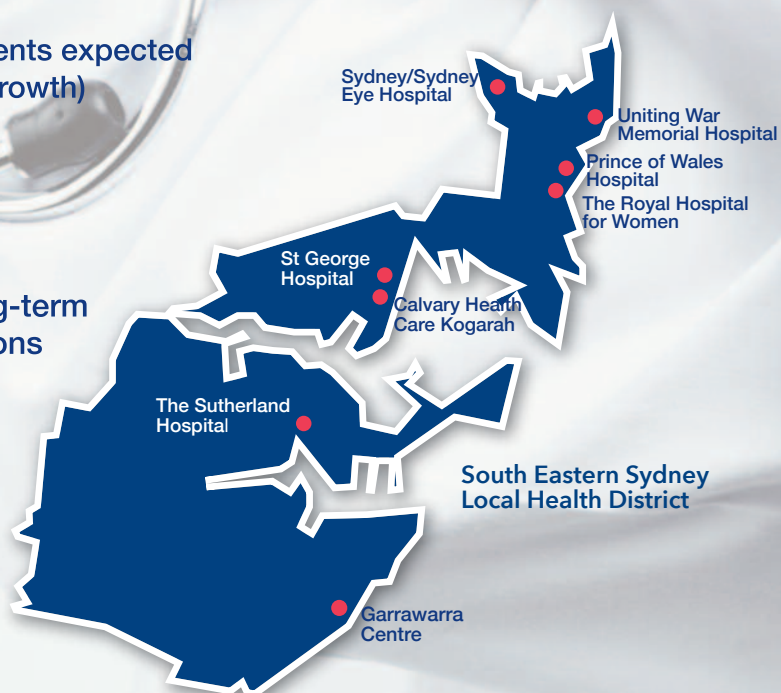 ents expected
rowth)
Sydney/Sydney
Eye Hospital
Uniting War
Memorial Hospital
Prince of Wales
Hospital
The Royal Hospital
for Women
St George
Hospital
g-term
ons
Calvary Health
Care Kogarah
The Sutherland
Hospital
South Eastern Sydney
Local Health District
Garrawarra
Centre